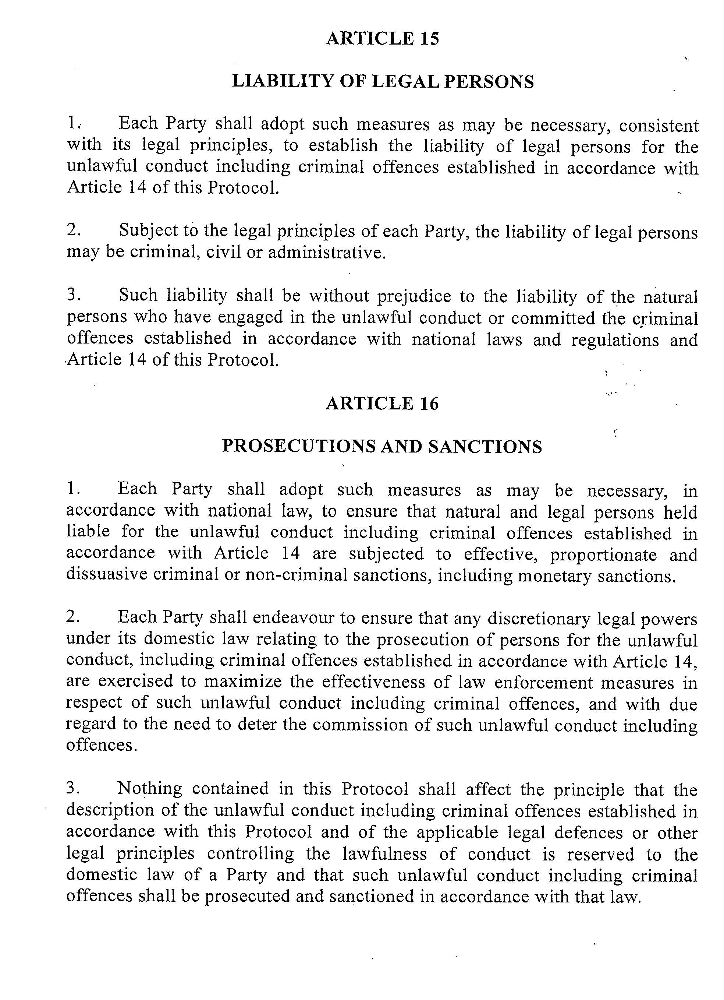 ARTICLE 15
LIABILITY OF LEGAL PERSONS
1. Each Party shall adopt such measures as may be necessary, consistent
with its legal principles, to establish the liability of legal persons for the
unlawful conduct including criminal offences established in accordance with
Article 14 of this Protocol.
2. Subject to the legal principles of each Party, the liability of legal persons
may be criminal, civil or administrative.
3. Such liability shall be without prejudice to the liability of the natural
persons who have engaged in the unlawful conduct or committed the criminal
offences established in accordance with national laws and regulations and
Article 14 of this Protocol.
ARTICLE 16
PROSECUTIONS AND SANCTIONS
1. Each Party shall adopt such measures as may be necessary, in
accordance with national law, to ensure that natural and legal persons held
liable for the unlawful conduct including criminal offences established in
accordance with Article 14 are subjected to effective, proportionate and
dissuasive criminal or non-criminal sanctions, including monetary sanctions.
2. Each Party shall endeavour to ensure that any discretionary legal powers
under its domestic law relating to the prosecution of persons for the unlawful
conduct, including criminal offences established in accordance with Article 14,
are exercised to maximize the effectiveness of law enforcement measures in
respect of such unlawful conduct including criminal offences, and with due
regard to the need to deter the commission of such unlawful conduct including
offences.
3. Nothing contained in this Protocol shall affect the principle that the
description of the unlawful conduct including criminal offences established in
accordance with this Protocol and of the applicable legal defences or other
legal principles controlling the lawfulness of conduct is reserved to the
domestic law of a Party and that such unlawful conduct including criminal
offences shall be prosecuted and sanctioned in accordance with that law.